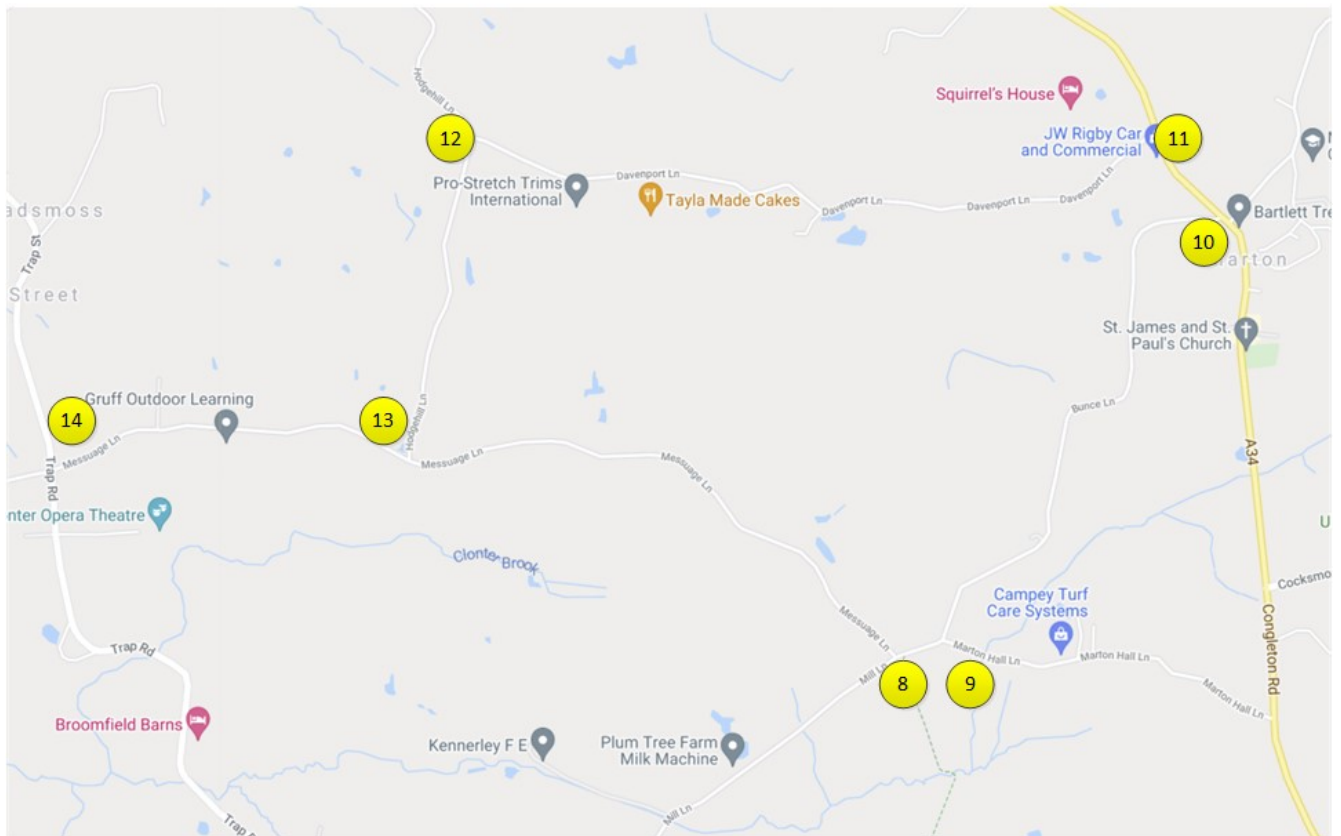 Hodgehill Ln
Squirrel's House
12
JW Rigby Car
and Commercial
11
Pro-Stretch Trims
International
Davenport Ln
Tayla Made Cakes
Davenport Ln
Davenport Ln
Davenport Ln
adsmoss
Trap St
Street
Bartlett Tre
10
arton
St. James and St.
Paul's Church
Gruff Outdoor Learning
14
13
Hodgehill Ln
Bunce Ln
Messuage Ln
Messuage Ln
Messuage Ln
A34
Trap Rd
nter Opera Theatre
U
Clonter Brook
Campey Turf
Care Systems
Cocksmo
Messuage Ln
Congleton Rd
Trap Rd
Mill Ln
8
9
Marton Hall Ln
Marton Hall Ln
Marton Hall Ln
Broomfield Barns
Kennerley F E
Plum Tree Farm
Milk Machine
Mill Ln
Trap